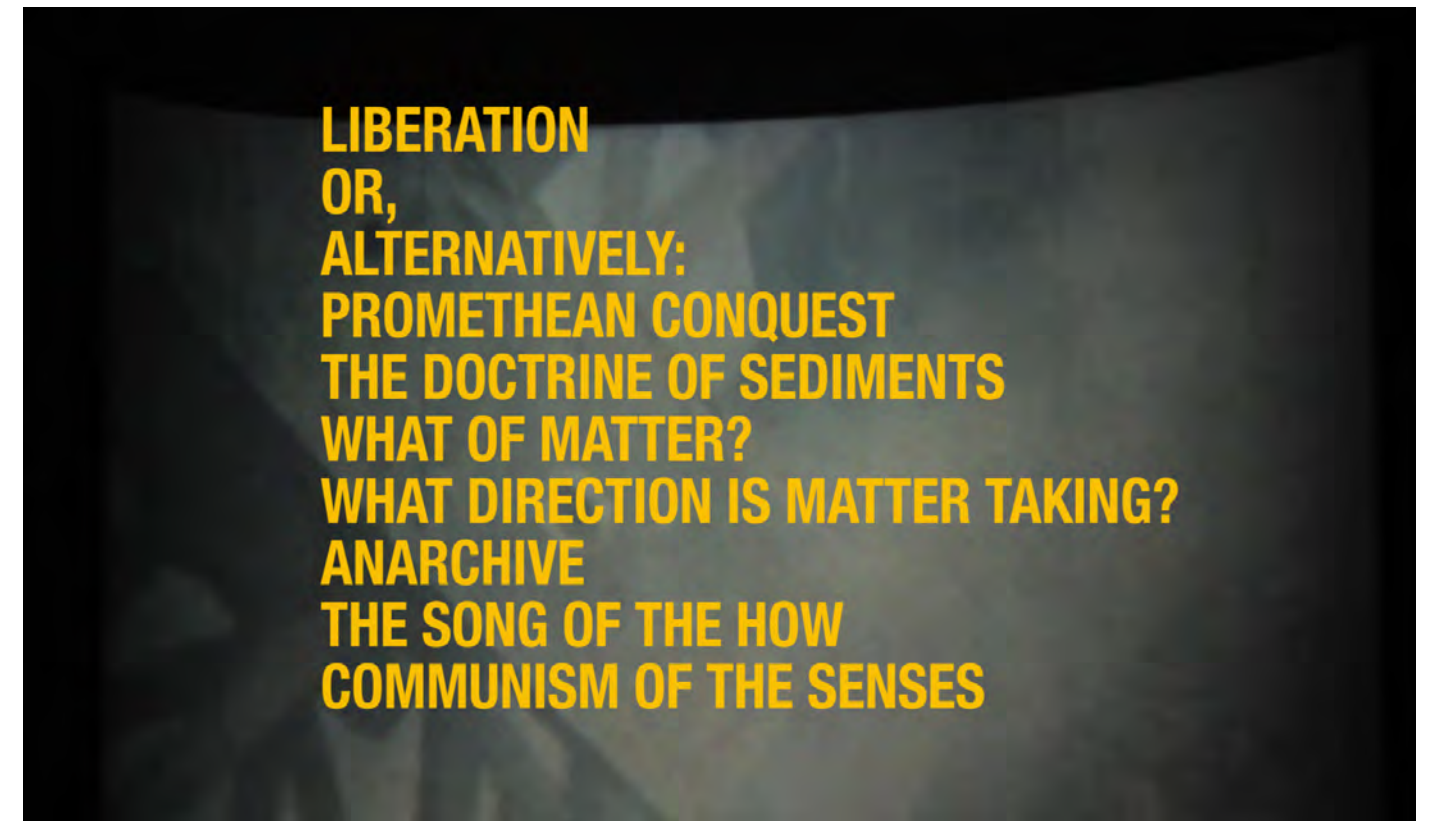 LIBERATION
OR,
ALTERNATIVELY:
PROMETHEAN CONQUEST
THE DOCTRINE OF SEDIMENTS
WHAT OF MATTER?
WHAT DIRECTION IS MATTER TAKING?
ANARCHIVE
THE SONG OF THE HOW
COMMUNISM OF THE SENSES